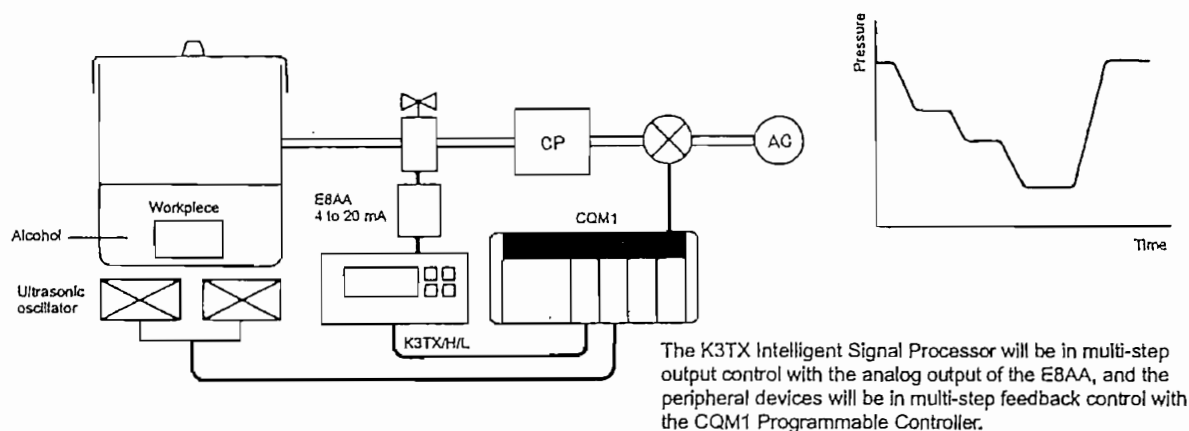 Pressure
CP
AC
E8AA
4 to 20 mA
CQM1
Workpiece
Alcohol
Time
Ultrasonic
oscillator
K3TX/H/L
The K3TX Intelligent Signal Processor will be in multi-step
output control with the analog output of the E8AA, and the
peripheral devices will be in multi-step feedback control with
the CQM1 Programmable Controller.